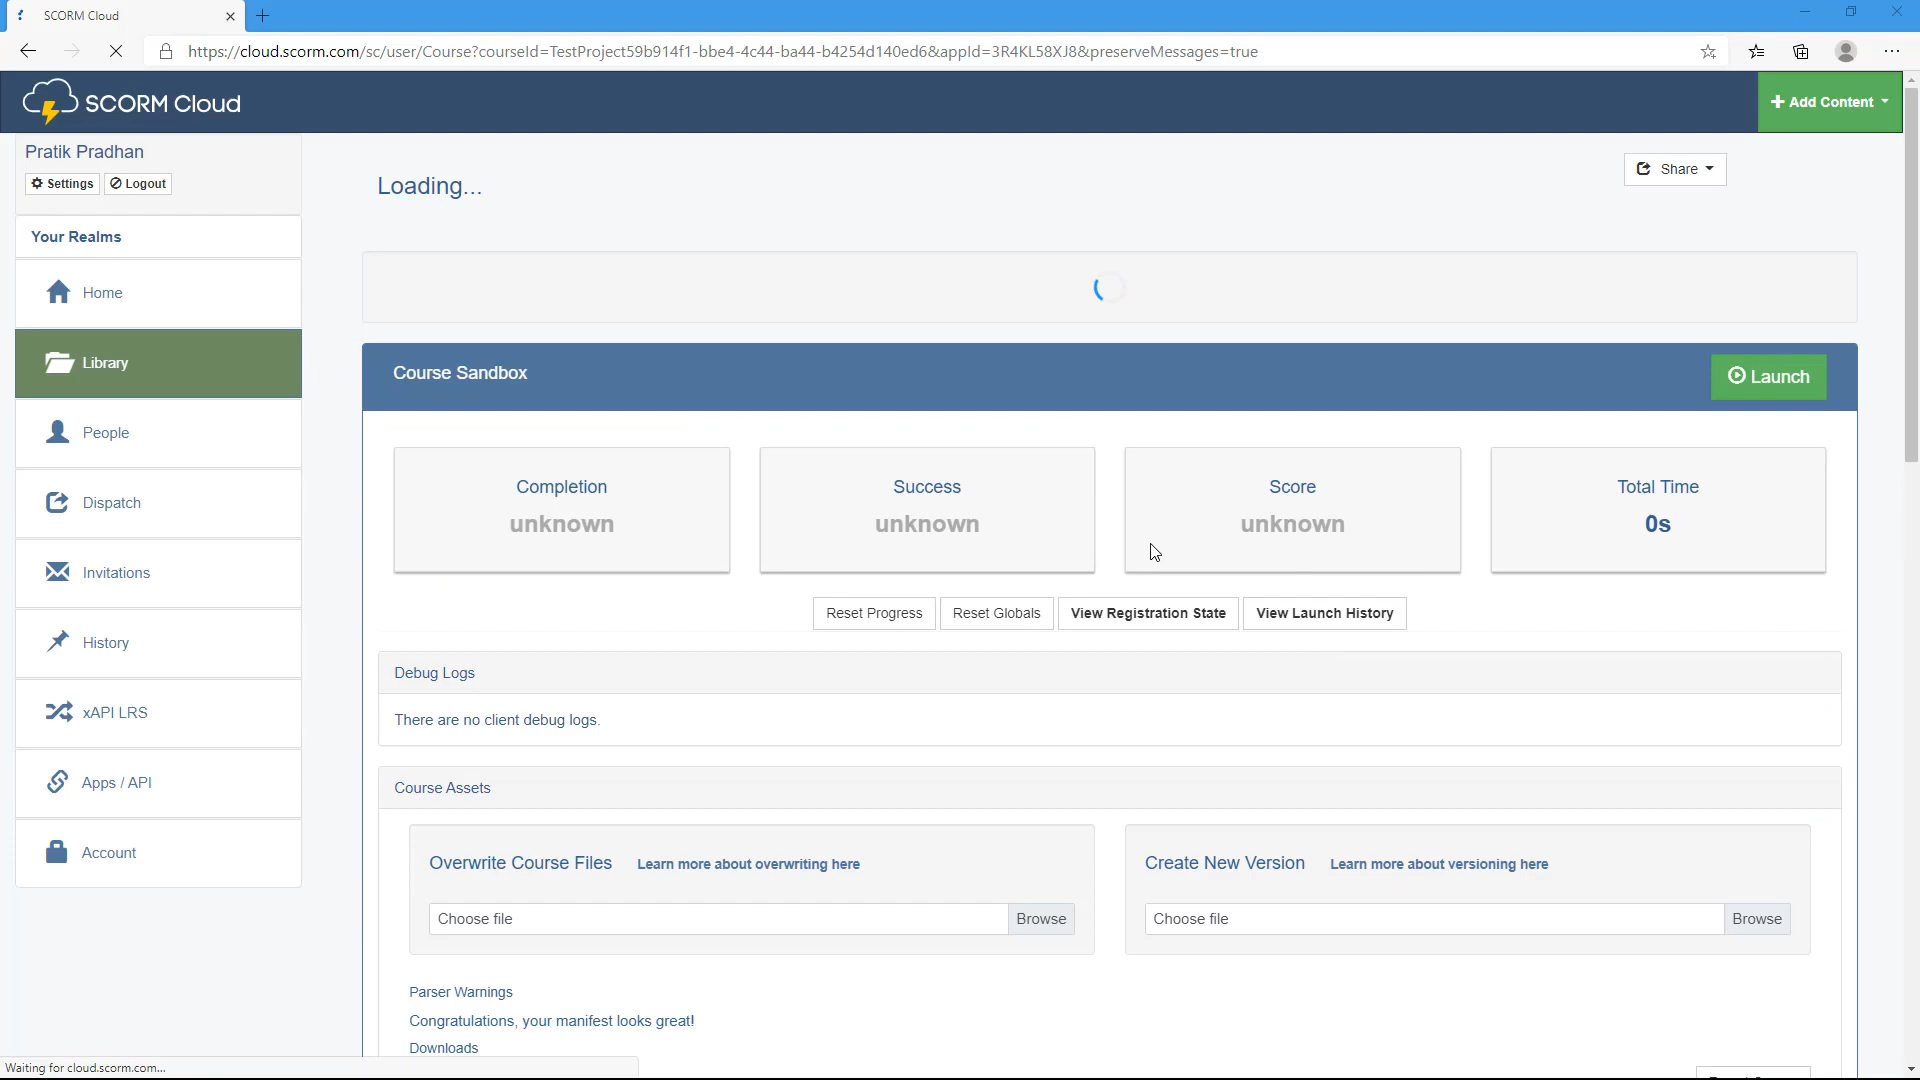 SCORM Cloud
https://cloud.scorm.com/sc/user/Course?courseId=TestProject59b914f1-bbe4-4c44-ba44-b4254d140ed6&appId=3R4KL58XJ8&preserveMessages=true
SCORM Cloud
Add Content
Pratik Pradhan
Settings Logout
Your Realms
Home
Library
People
Dispatch
Invitations
History
xAPI LRS
Apps / API
Account
Loading...
Share
Course Sandbox
Launch
Completion
unknown
Success
unknown
Score
unknown
Total Time
0s
Reset Progress Reset Globals View Registration State View Launch History
Debug Logs
There are no client debug logs.
Course Assets
Overwrite Course Files Learn more about overwriting here
Choose file Browse
Create New Version Learn more about versioning here
Choose file Browse
Parser Warnings
Congratulations, your manifest looks great!
Downloads
Waiting for cloud.scorm.com...